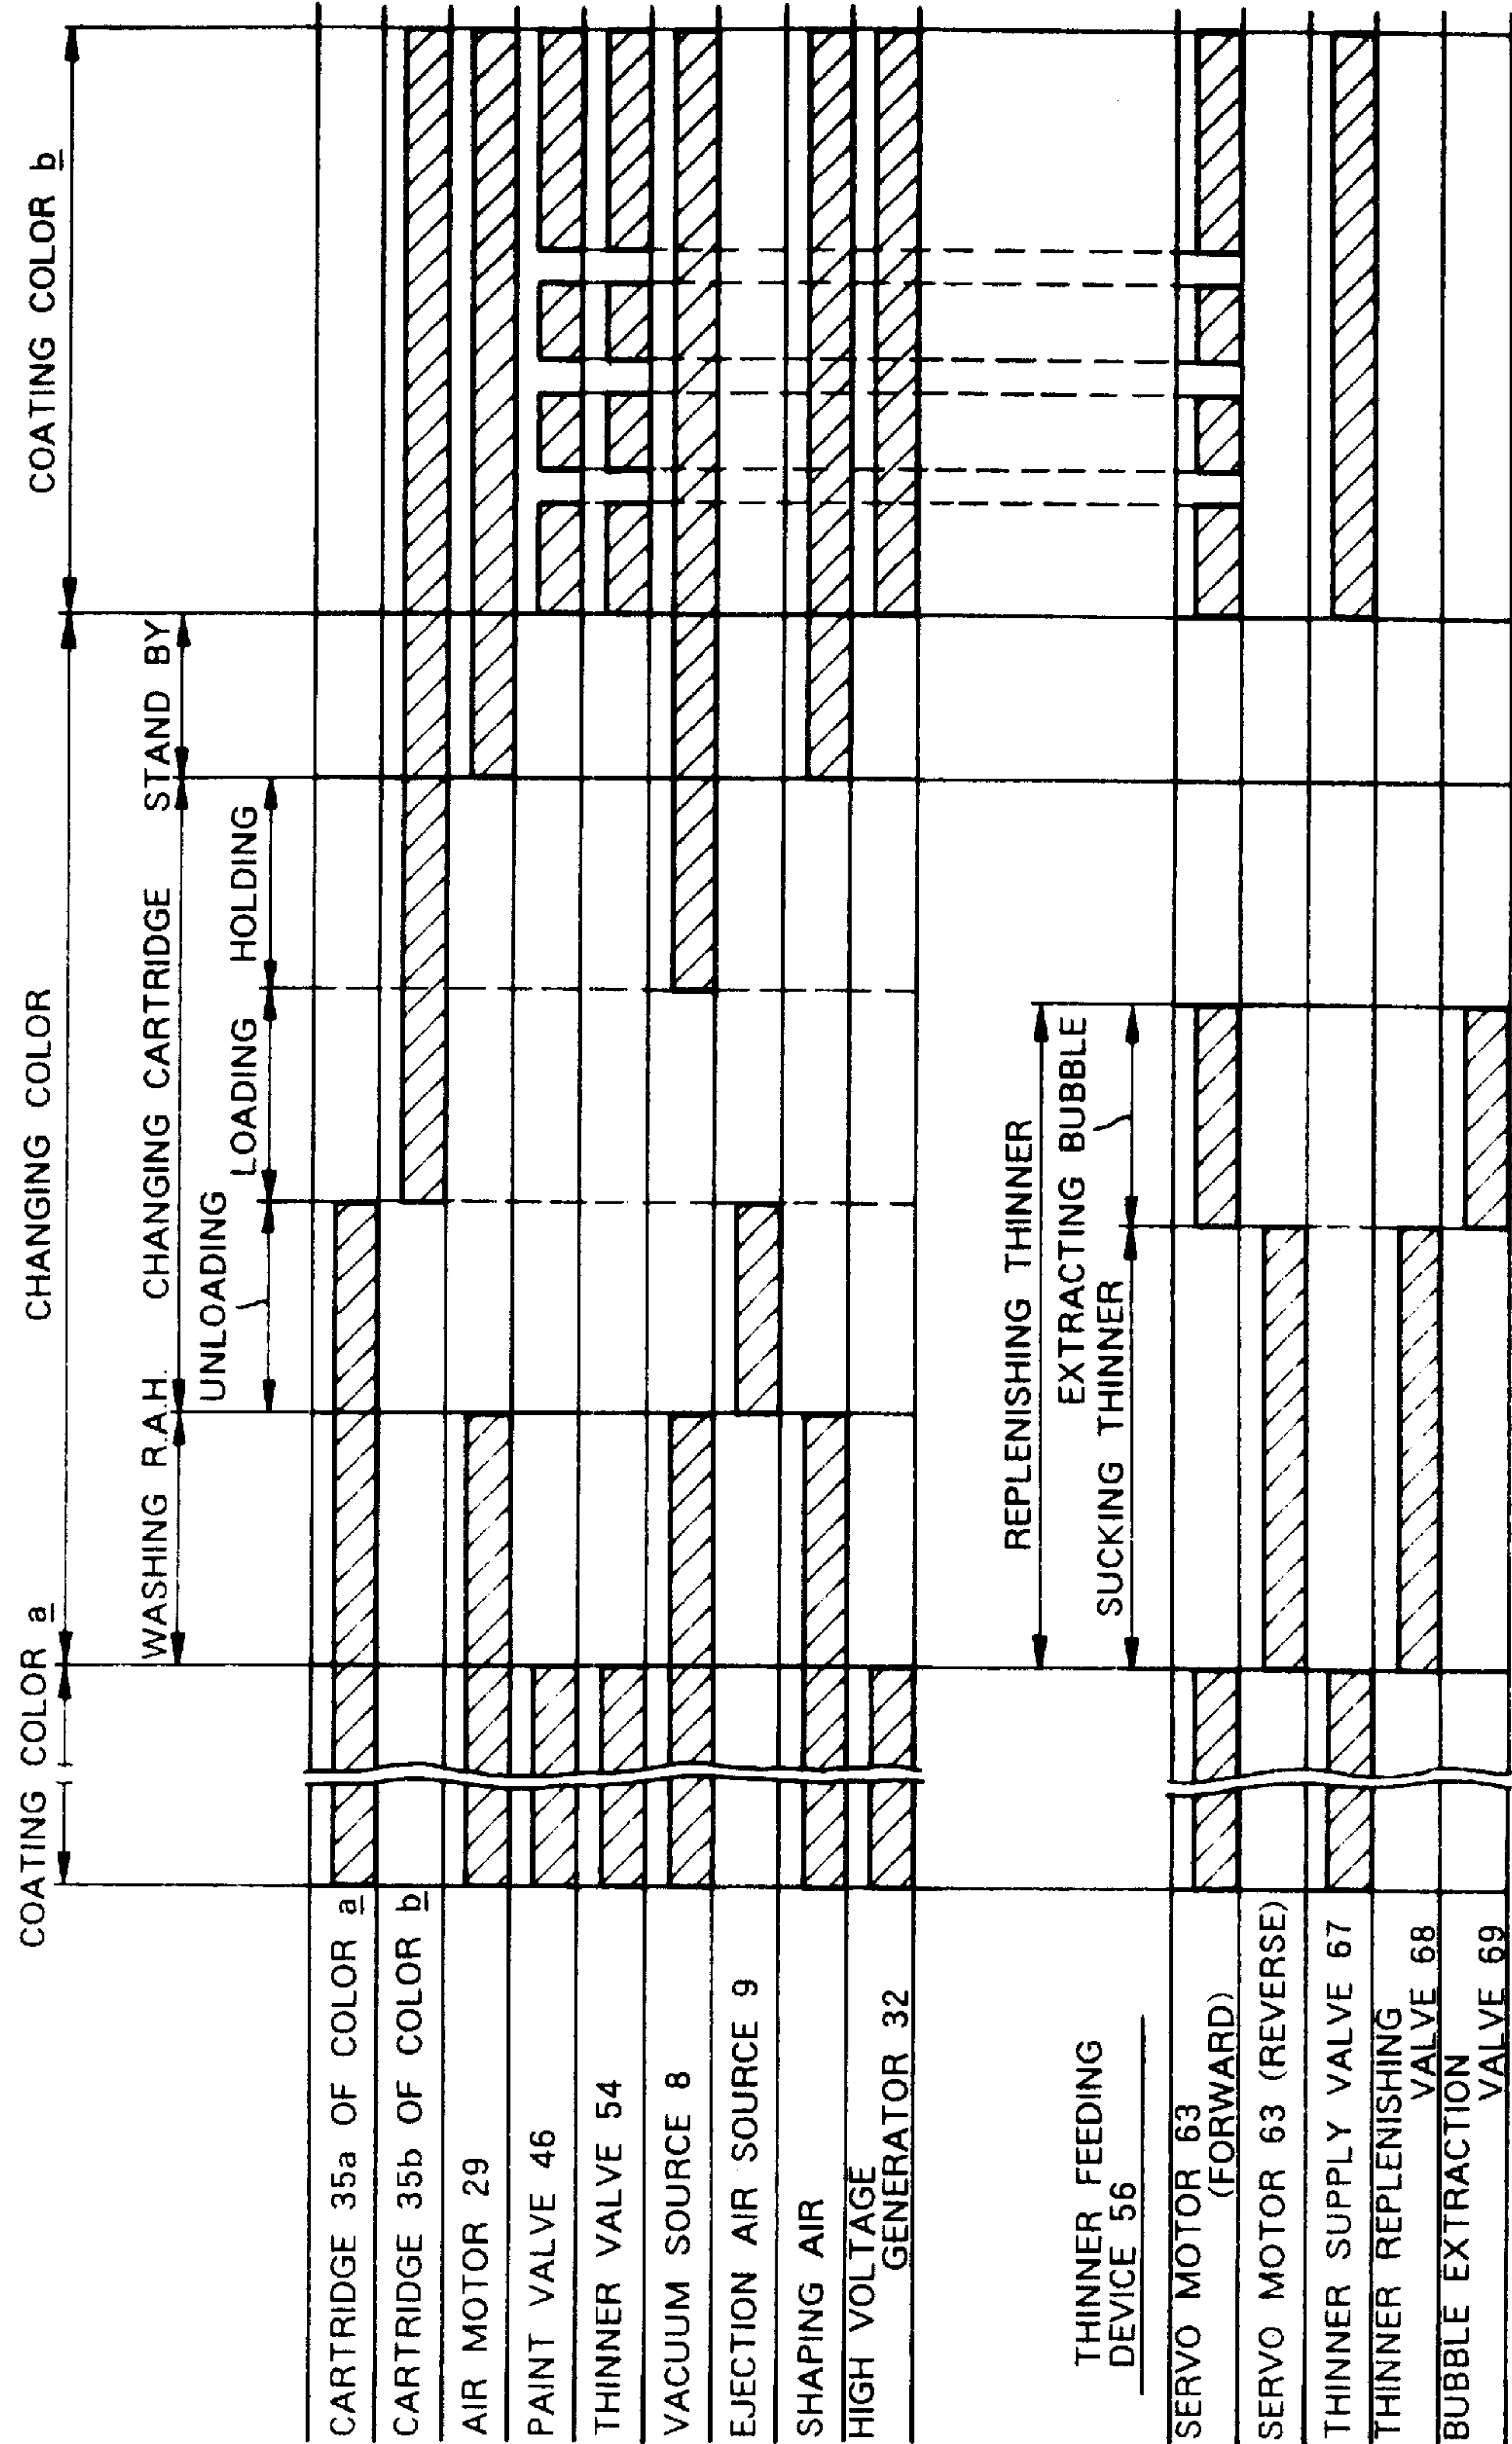 COATING COLOR a
CHANGING COLOR
COATING COLOR b
WASHING R.A.H.
CHANGING CARTRIDGE
STAND BY
UNLOADING
LOADING
HOLDING
CARTRIDGE 35a OF COLOR a
CARTRIDGE 35b OF COLOR b
AIR MOTOR 29
PAINT VALVE 46
THINNER VALVE 54
VACUUM SOURCE 8
EJECTION AIR SOURCE 9
SHAPING AIR
HIGH VOLTAGE
GENERATOR 32
REPLENISHING THINNER
EXTRACTING BUBBLE
SUCKING THINNER
THINNER FEEDING
DEVICE 56
SERVO MOTOR 63
(FORWARD)
SERVO MOTOR 63 (REVERSE)
THINNER SUPPLY VALVE 67
THINNER REPLENISHING
VALVE 68
BUBBLE EXTRACTION
VALVE 69